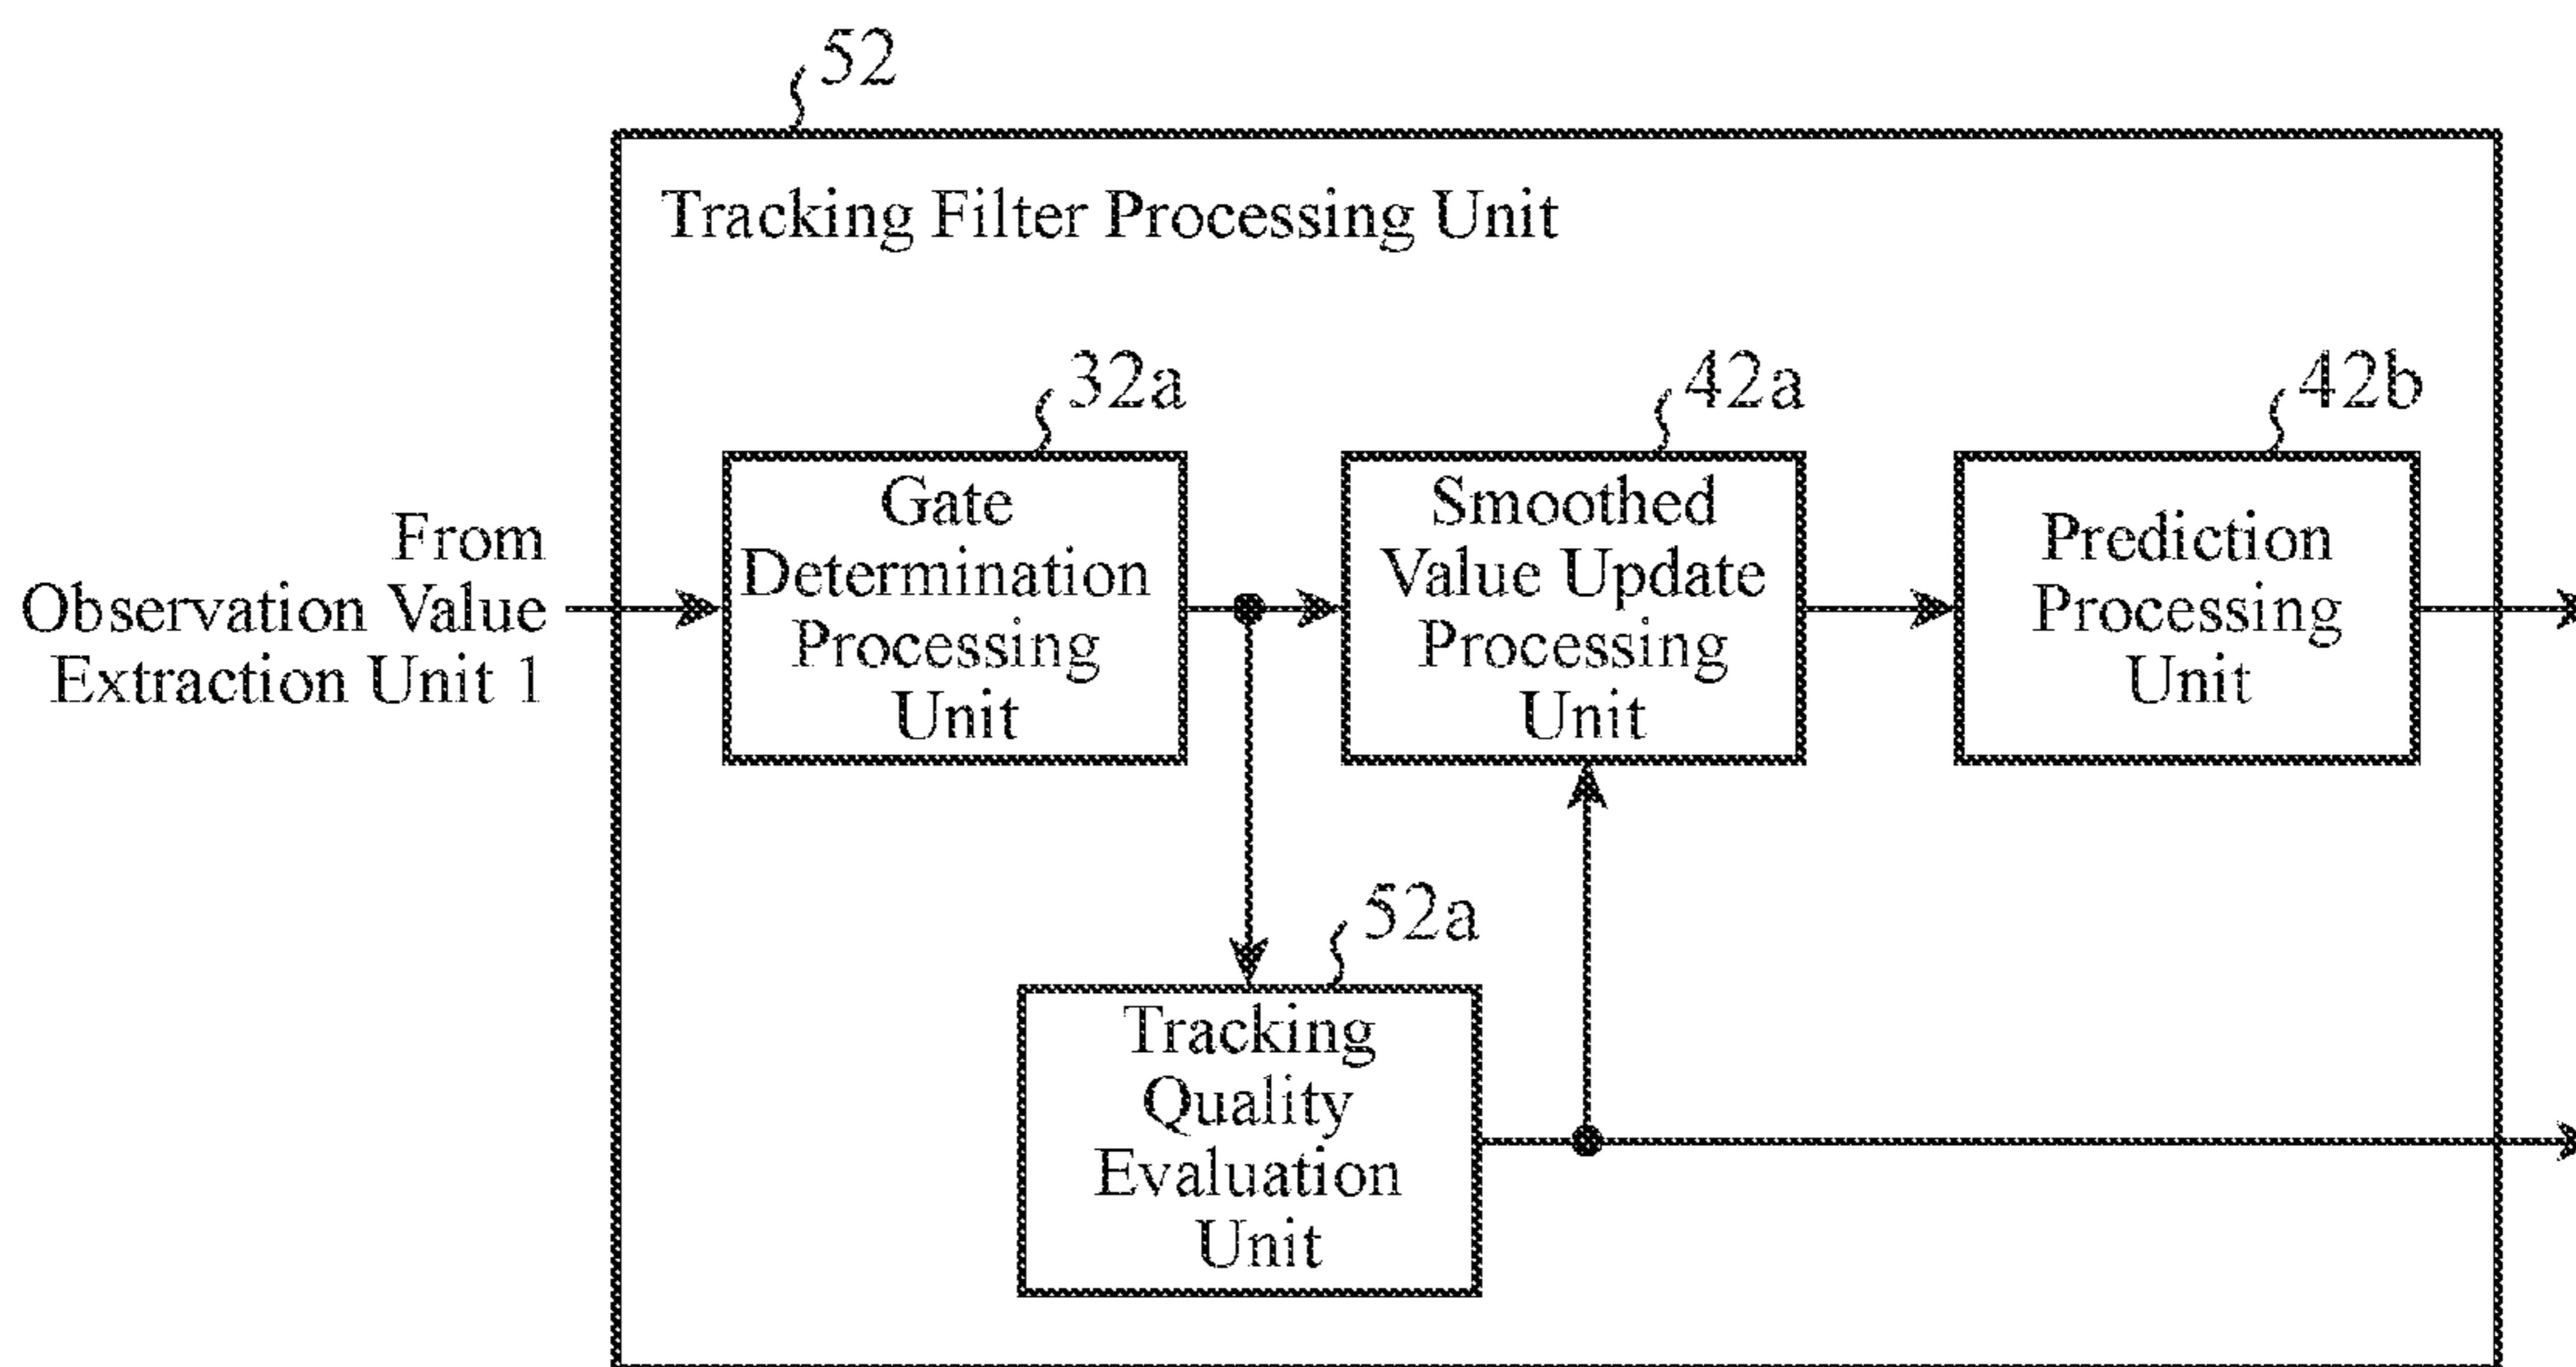 52
Tracking Filter Processing Unit
32a
42a
42b
From
Observation Value
Extraction Unit 1
Gate
Determination
Processing
Unit
Smoothed
Value Update
Processing
Unit
Prediction
Processing
Unit
52a
Tracking
Quality
Evaluation
Unit